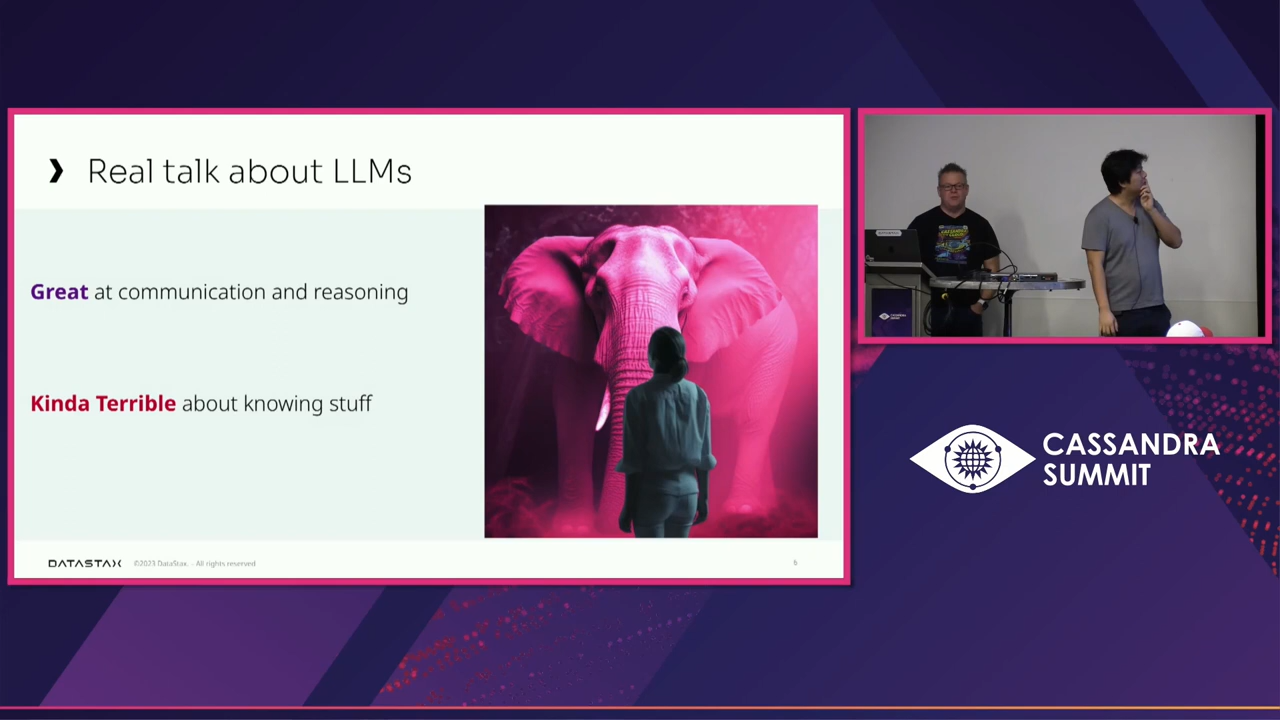 Real talk about LLMs
Great at communication and reasoning
Kinda Terrible about knowing stuff
DATASTAX ©2023 DataStax. - All rights reserved
6
CASSANDRA
SUMMIT